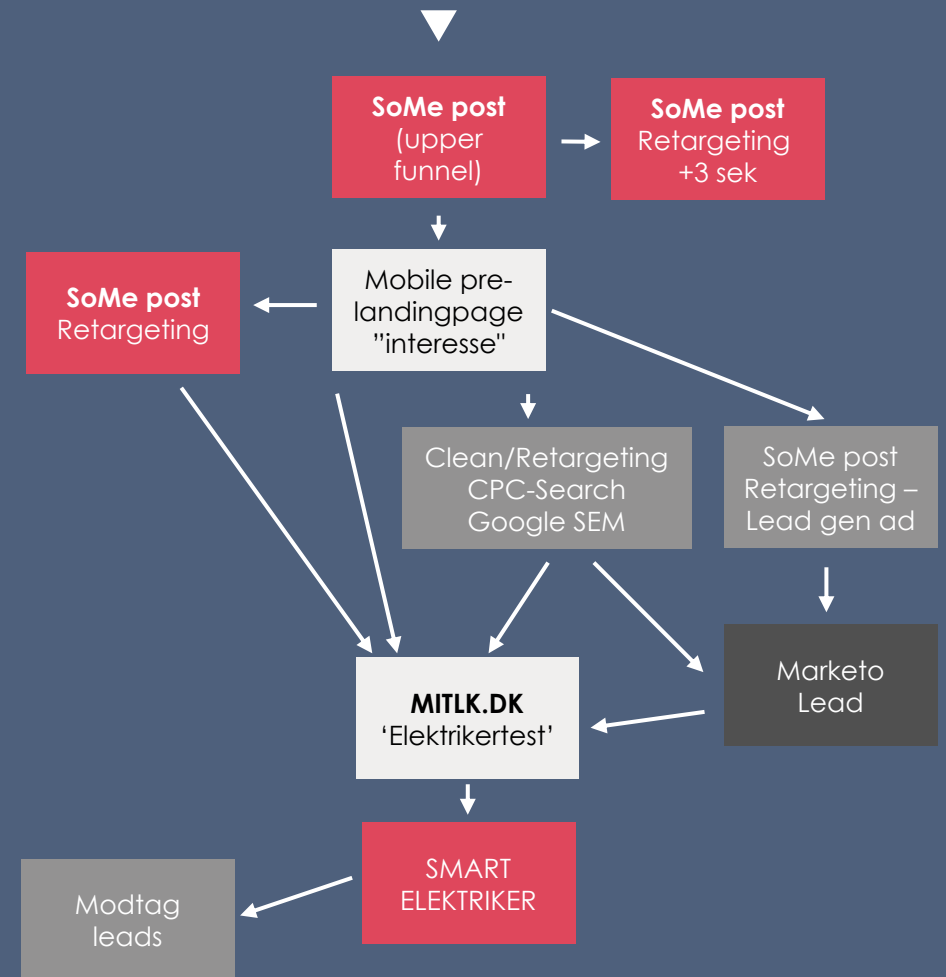 SoMe post
(upper
funnel)
SoMe post
Retargeting
+3 sek
SoMe post
Retargeting
Mobile pre-
landingpage
”interesse"
Clean/Retargeting
CPC-Search
Google SEM
SoMe post
Retargeting –
Lead gen ad
MITLK.DK
‘Elektrikertest’
Marketo
Lead
SMART
ELEKTRIKER
Modtag
leads